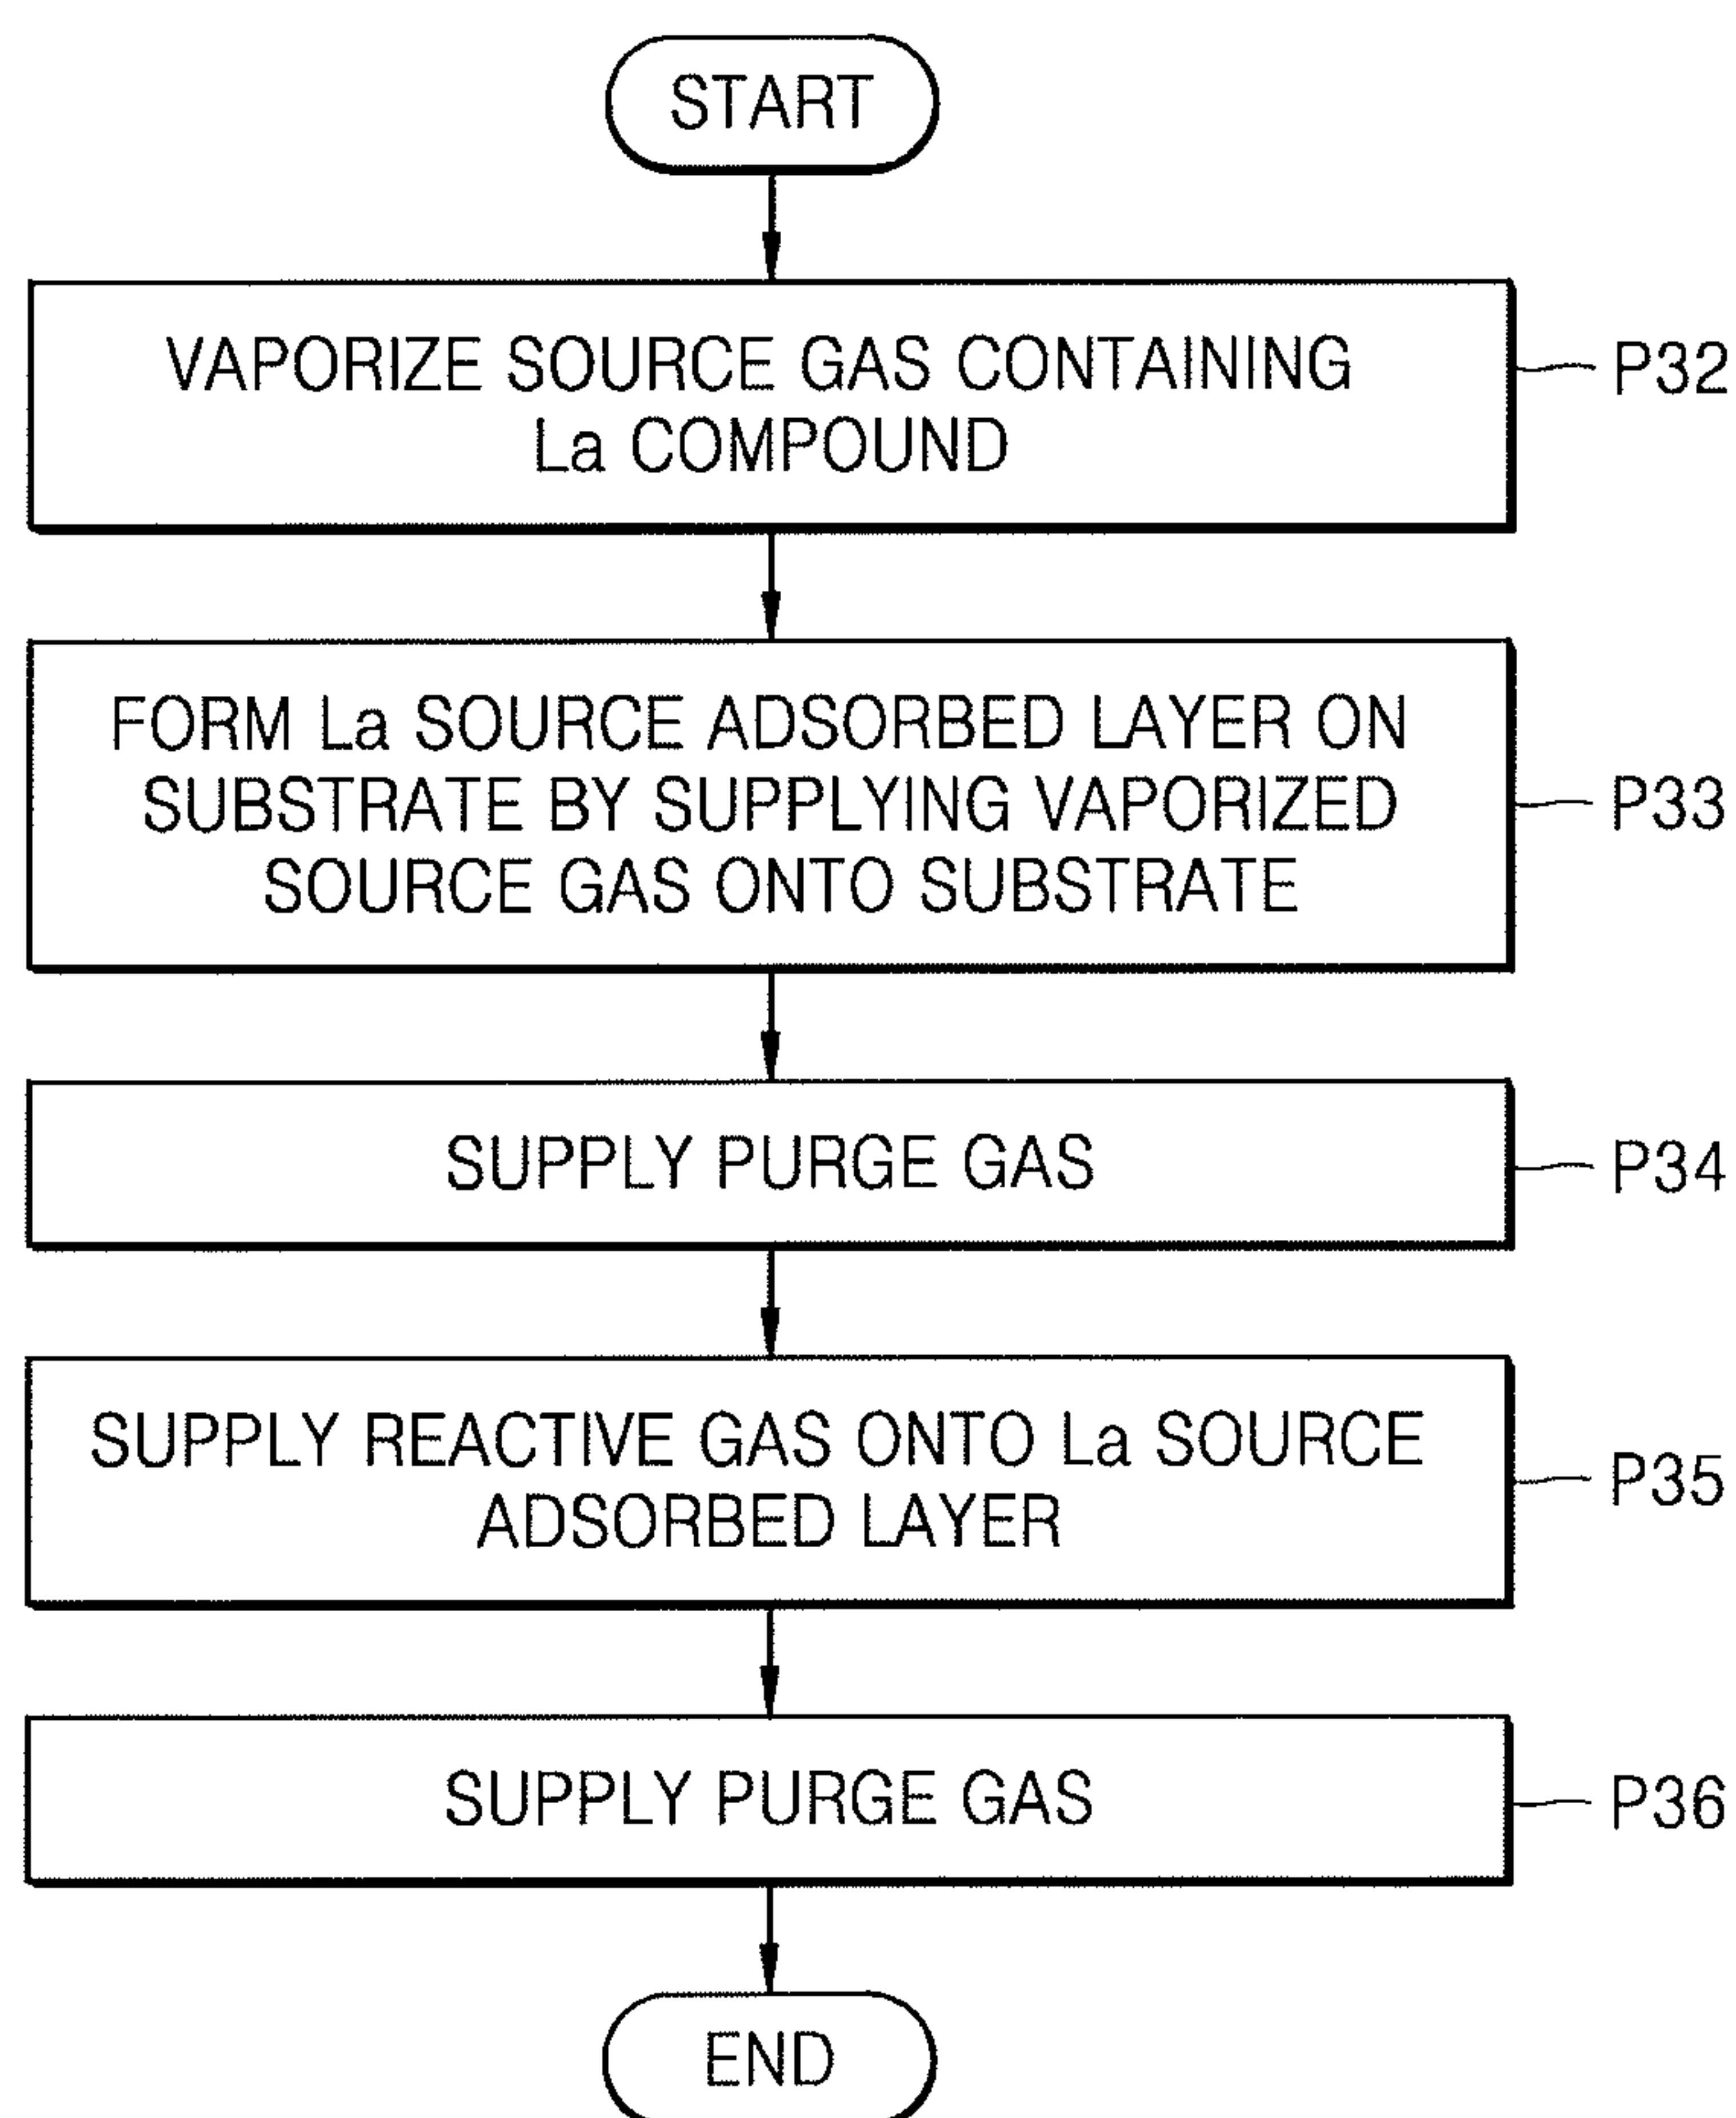 START
VAPORIZE SOURCE GAS CONTAINING
La COMPOUND
P32
FORM La SOURCE ADSORBED LAYER ON
SUBSTRATE BY SUPPLYING VAPORIZED
SOURCE GAS ONTO SUBSTRATE
P33
SUPPLY PURGE GAS
P34
SUPPLY REACTIVE GAS ONTO La SOURCE
ADSORBED LAYER
P35
SUPPLY PURGE GAS
P36
END